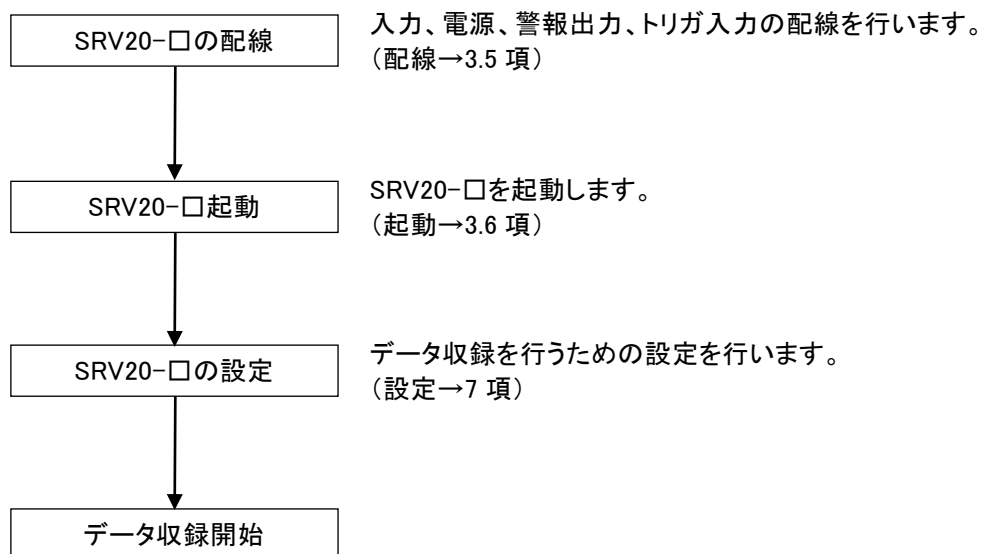 SRV20-□の配線
入力、電源、警報出力、トリガ入力の配線を行います。
（配線→3.5 項）
SRV20-□起動
SRV20-□を起動します。
（起動→3.6 項）
SRV20-□の設定
データ収録を行うための設定を行います。
（設定→7 項）
データ収録開始